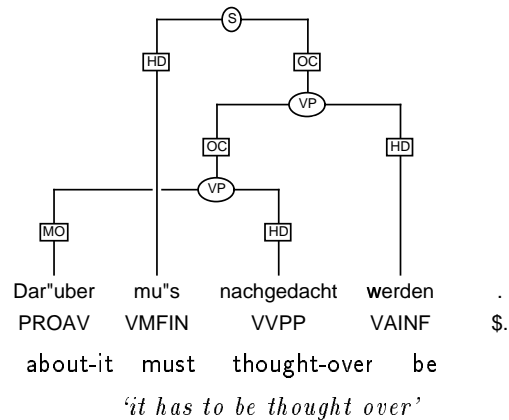 S
HD OC
VP
OC HD
VP
MO HD
Dar"uber mu"s nachgedacht werden .
PROAV VMFIN VVPP VAINF $.
about-it must thought-over be
‘it has to be thought over’